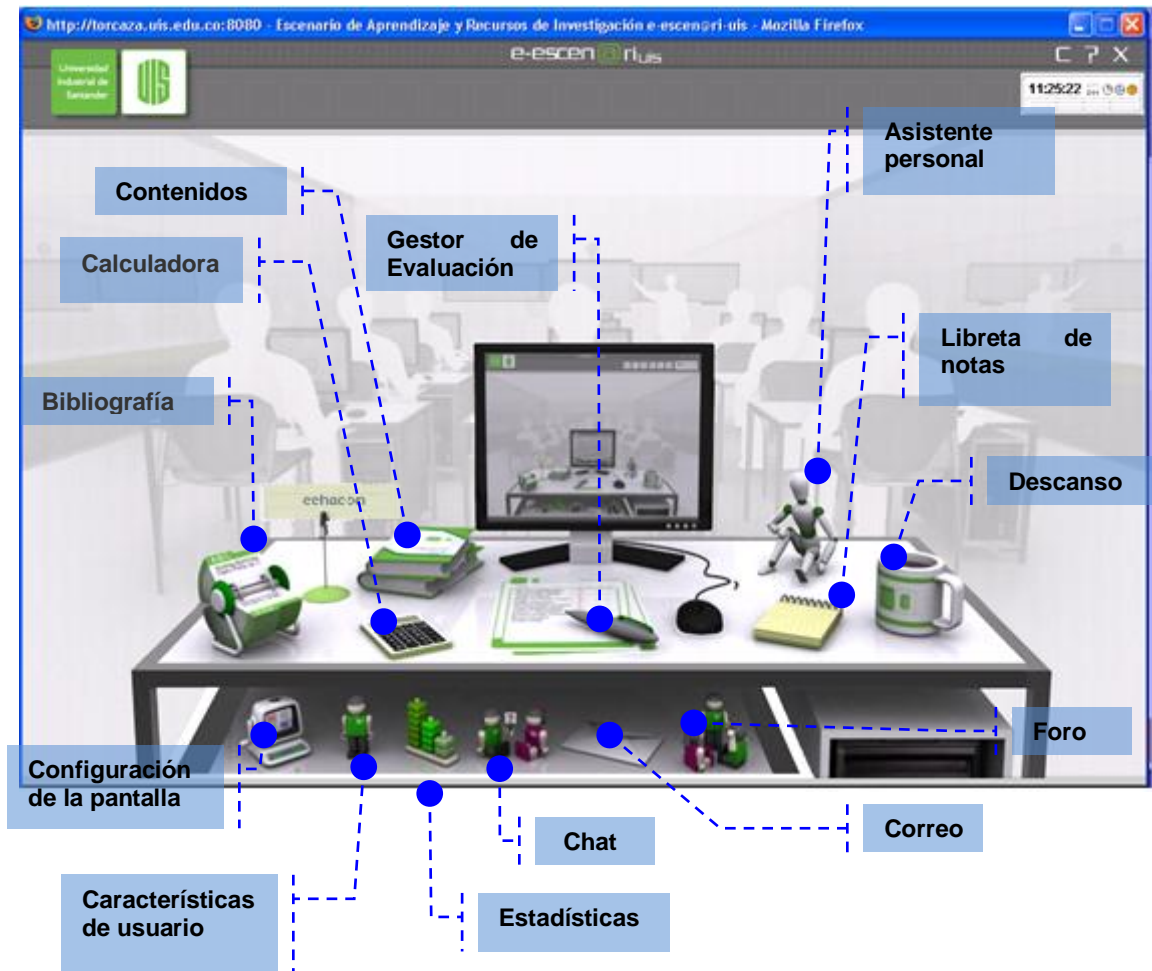 http://torcaza.uis.edu.co:8080 - Escenario de Aprendizaje y Recursos de Investigación e-escen@ri-uis - Mozilla Firefox
Universidad
Industrial de
Santander
UIS
e-escen@riuis
C ? X
11:25:22
Asistente
personal
Contenidos
Gestor de
Evaluación
Calculadora
Libreta de
notas
Bibliografía
Descanso
cchacon
Foro
Configuración
de la pantalla
Correo
Chat
Características
de usuario
Estadísticas